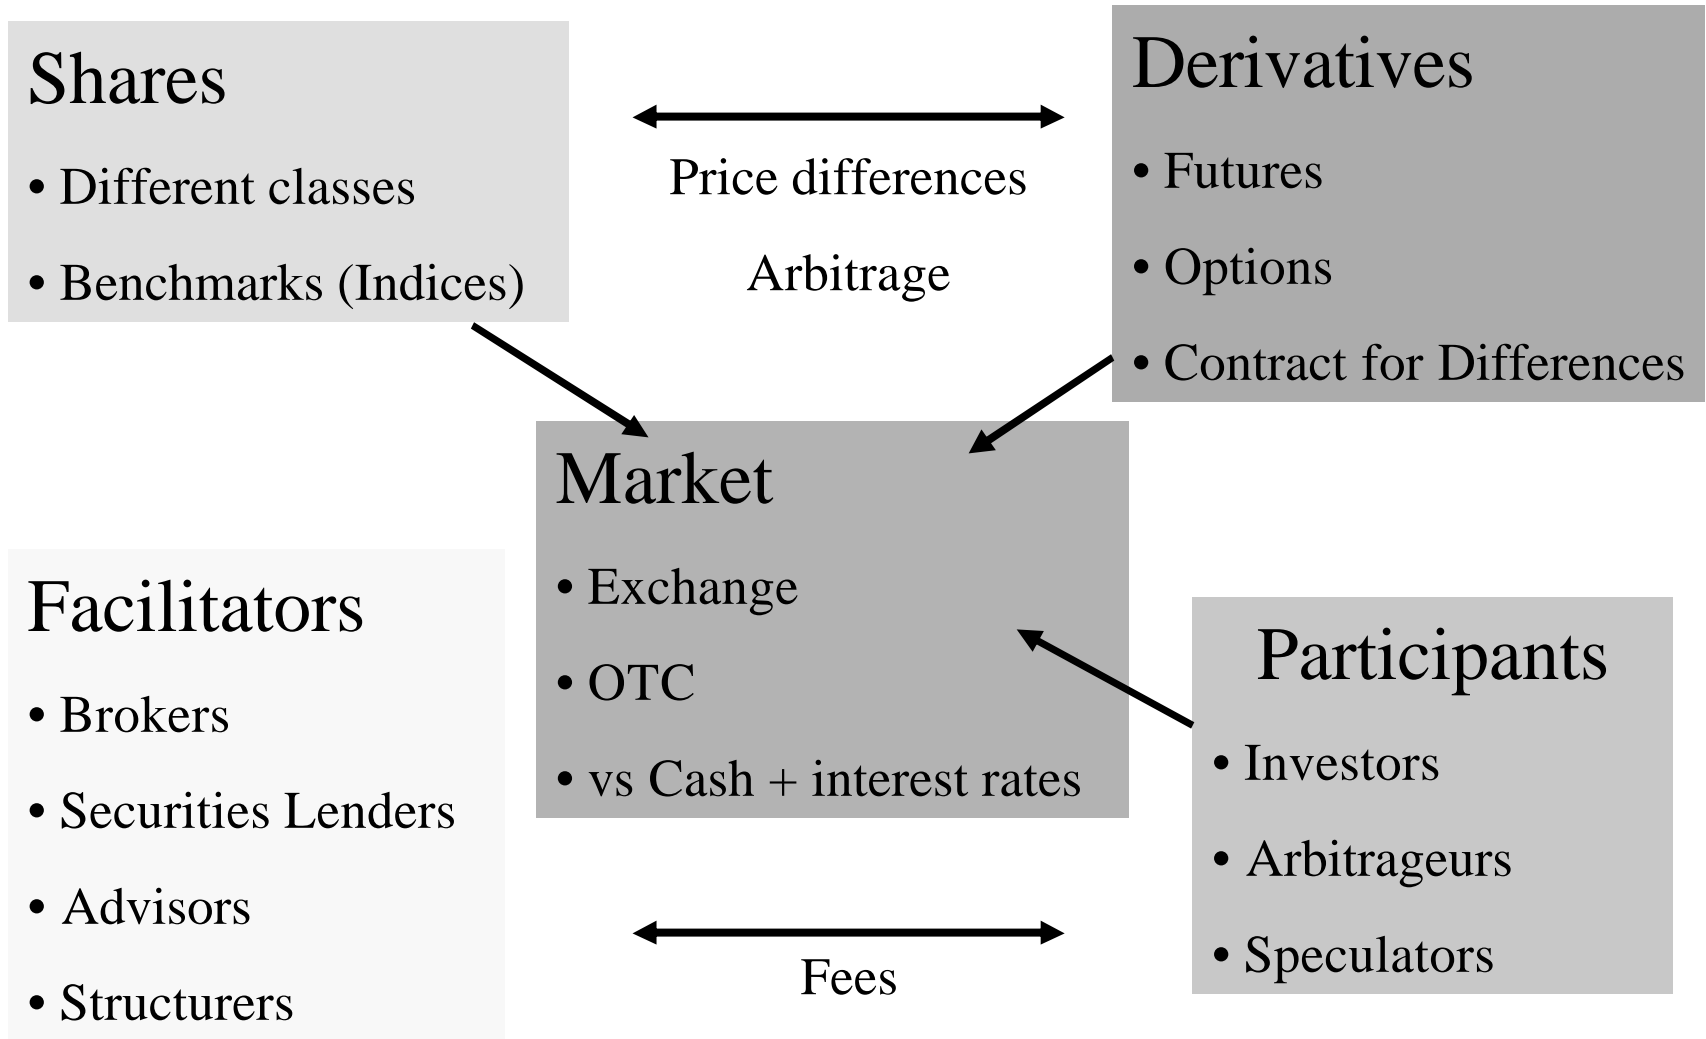 Shares
• Different classes
• Benchmarks (Indices)
Price differences
Arbitrage
Derivatives
• Futures
• Options
• Contract for Differences
Market
• Exchange
• OTC
• vs Cash + interest rates
Facilitators
• Brokers
• Securities Lenders
• Advisors
• Structurers
Fees
Participants
• Investors
• Arbitrageurs
• Speculators